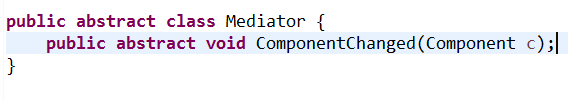 public abstract class Mediator {
    public abstract void ComponentChanged(Component c);
}